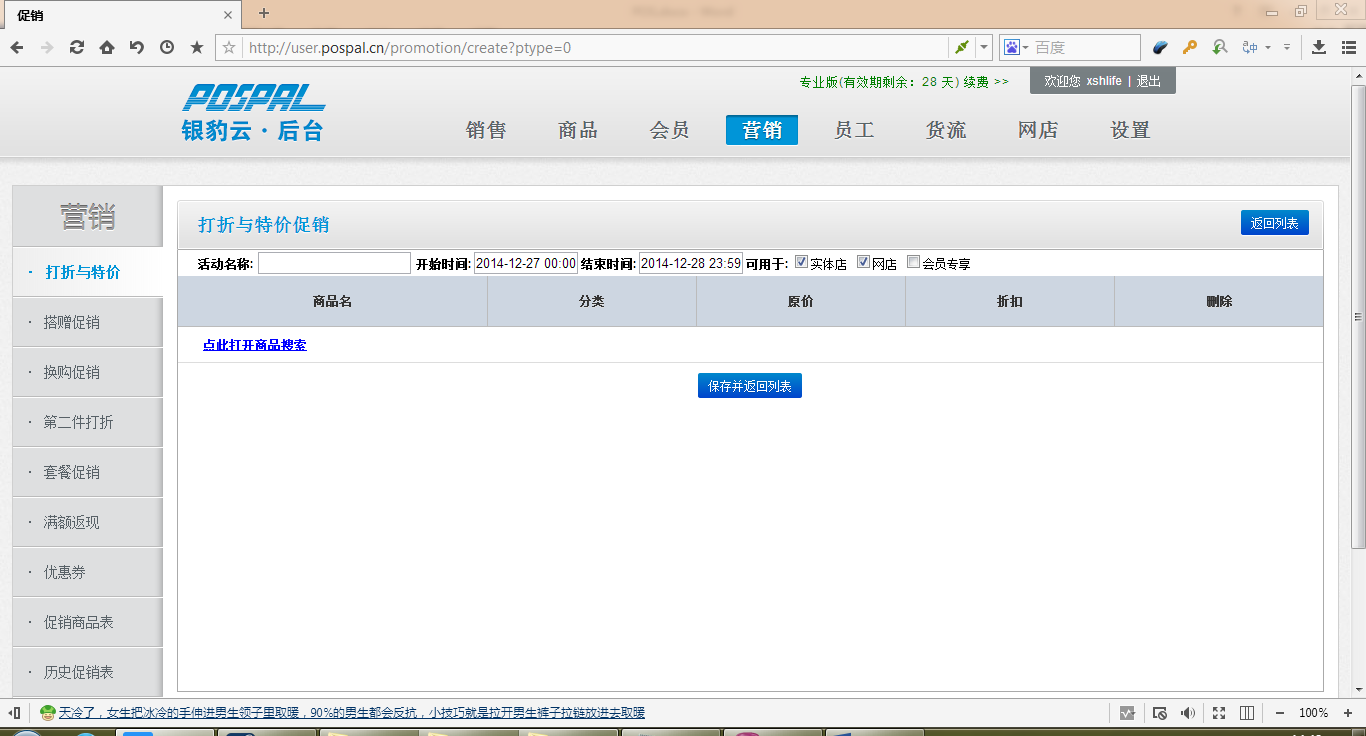 促销
http://user.pospal.cn/promotion/create?ptype=0
百度
专业版(有效期剩余：28 天) 续费 >>
欢迎您 xshlife | 退出
POSPAL
银豹云·后台
销售 商品 会员 营销 员工 货流 网店 设置
营销
· 打折与特价
· 搭赠促销
· 换购促销
· 第二件打折
· 套餐促销
· 满额返现
· 优惠券
· 促销商品表
· 历史促销表
打折与特价促销
返回列表
活动名称: 开始时间: 2014-12-27 00:00 结束时间: 2014-12-28 23:59 可用于: 实体店 网店 会员专享
商品名 分类 原价 折扣 删除
点此打开商品搜索
保存并返回列表
天冷了，女生把冰冷的手伸进男生领子里取暖，90%的男生都会反抗，小技巧就是拉开男生裤子拉链放进去取暖
100%